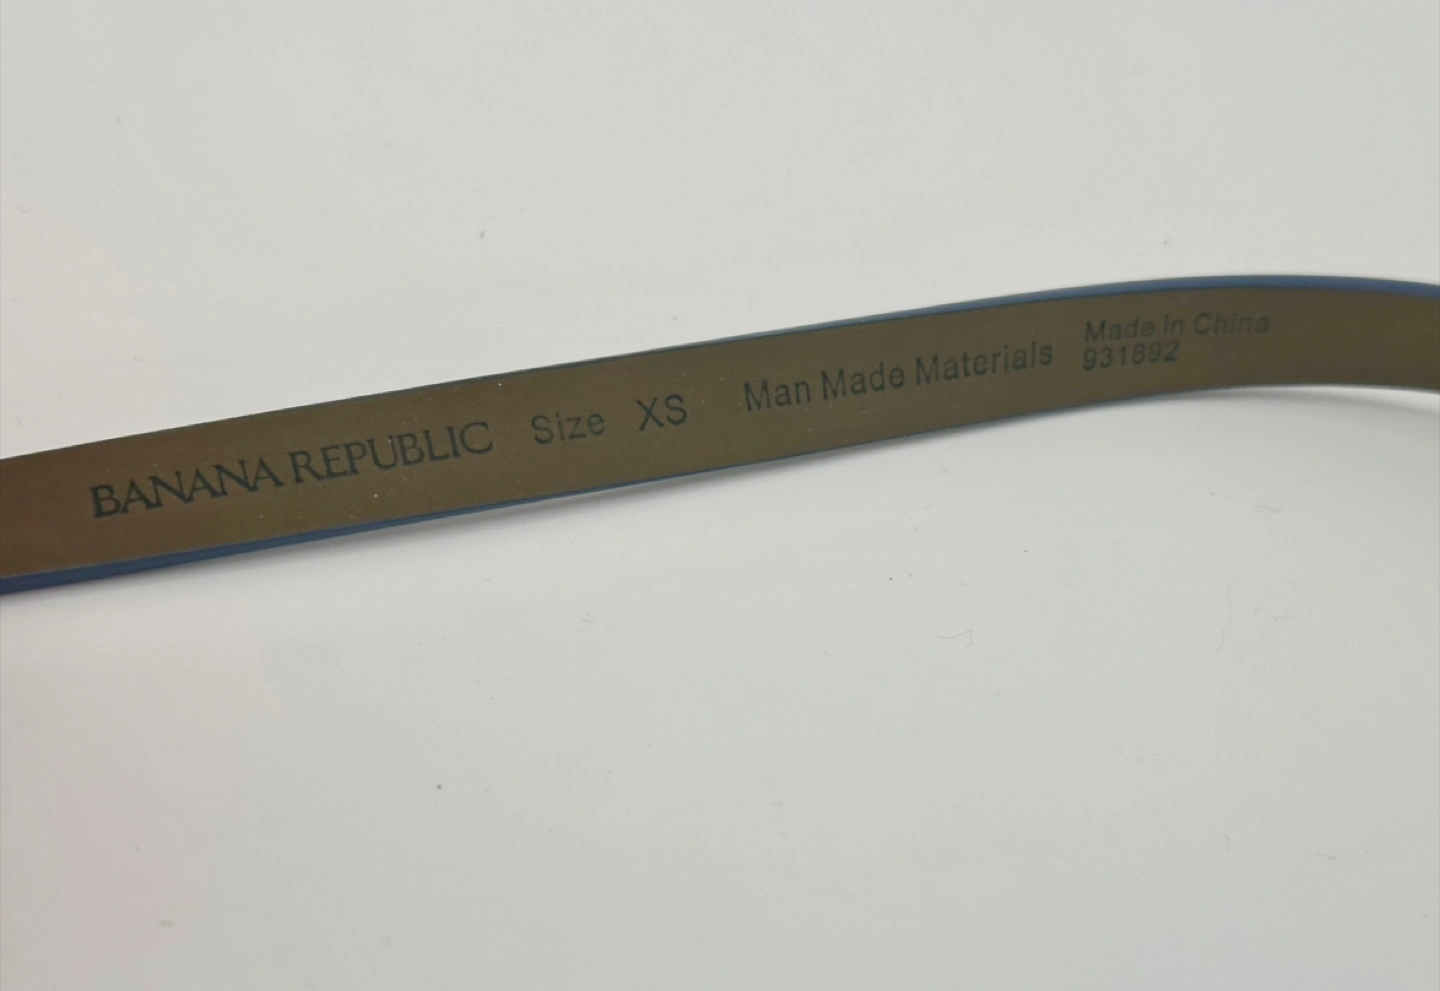 BANANA REPUBLIC Size XS Man Made Materials
Made in China
931892